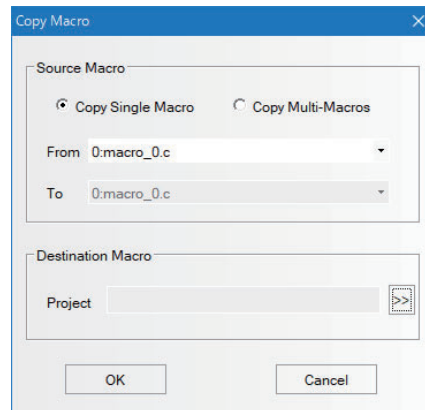 Copy Macro
Source Macro
Copy Single Macro Copy Multi-Macros
From 0:macro_0.c
To 0:macro_0.c
Destination Macro
Project >>
OK Cancel